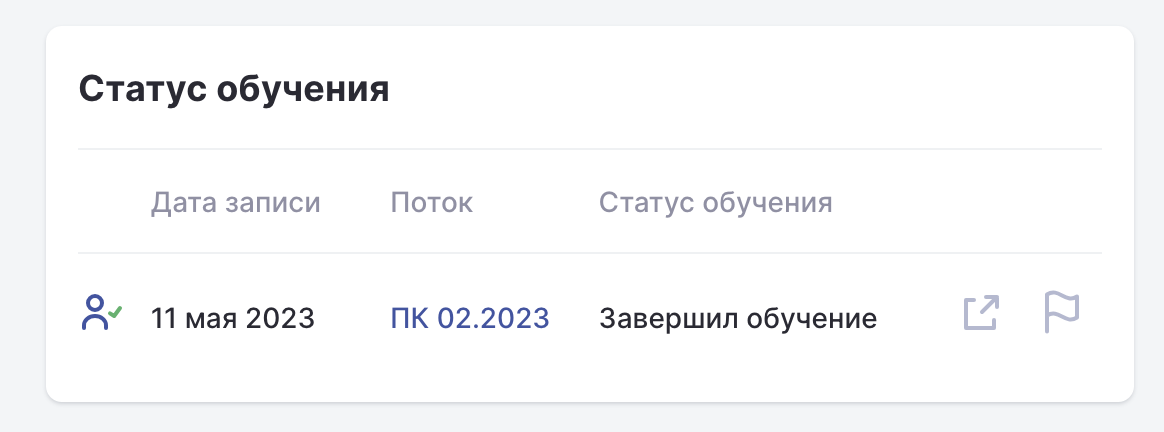 Статус обучения
Дата записи Поток Статус обучения
11 мая 2023 ПК 02.2023 Завершил обучение